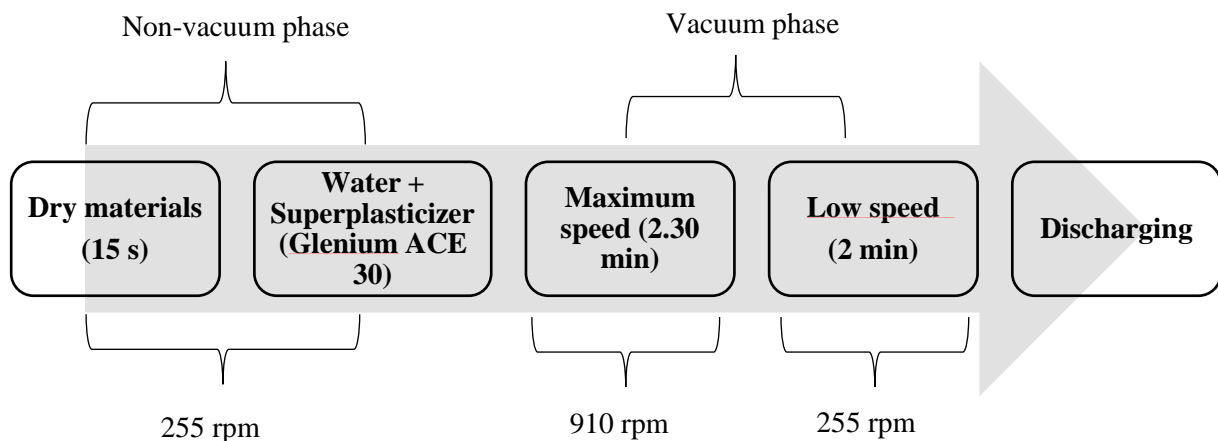 Non-vacuum phase
Vacuum phase
Dry materials
(15 s)
Water +
Superplasticizer
(Glenium ACE
30)
Maximum
speed (2.30
min)
Low speed
(2 min)
Discharging
255 rpm
910 rpm
255 rpm